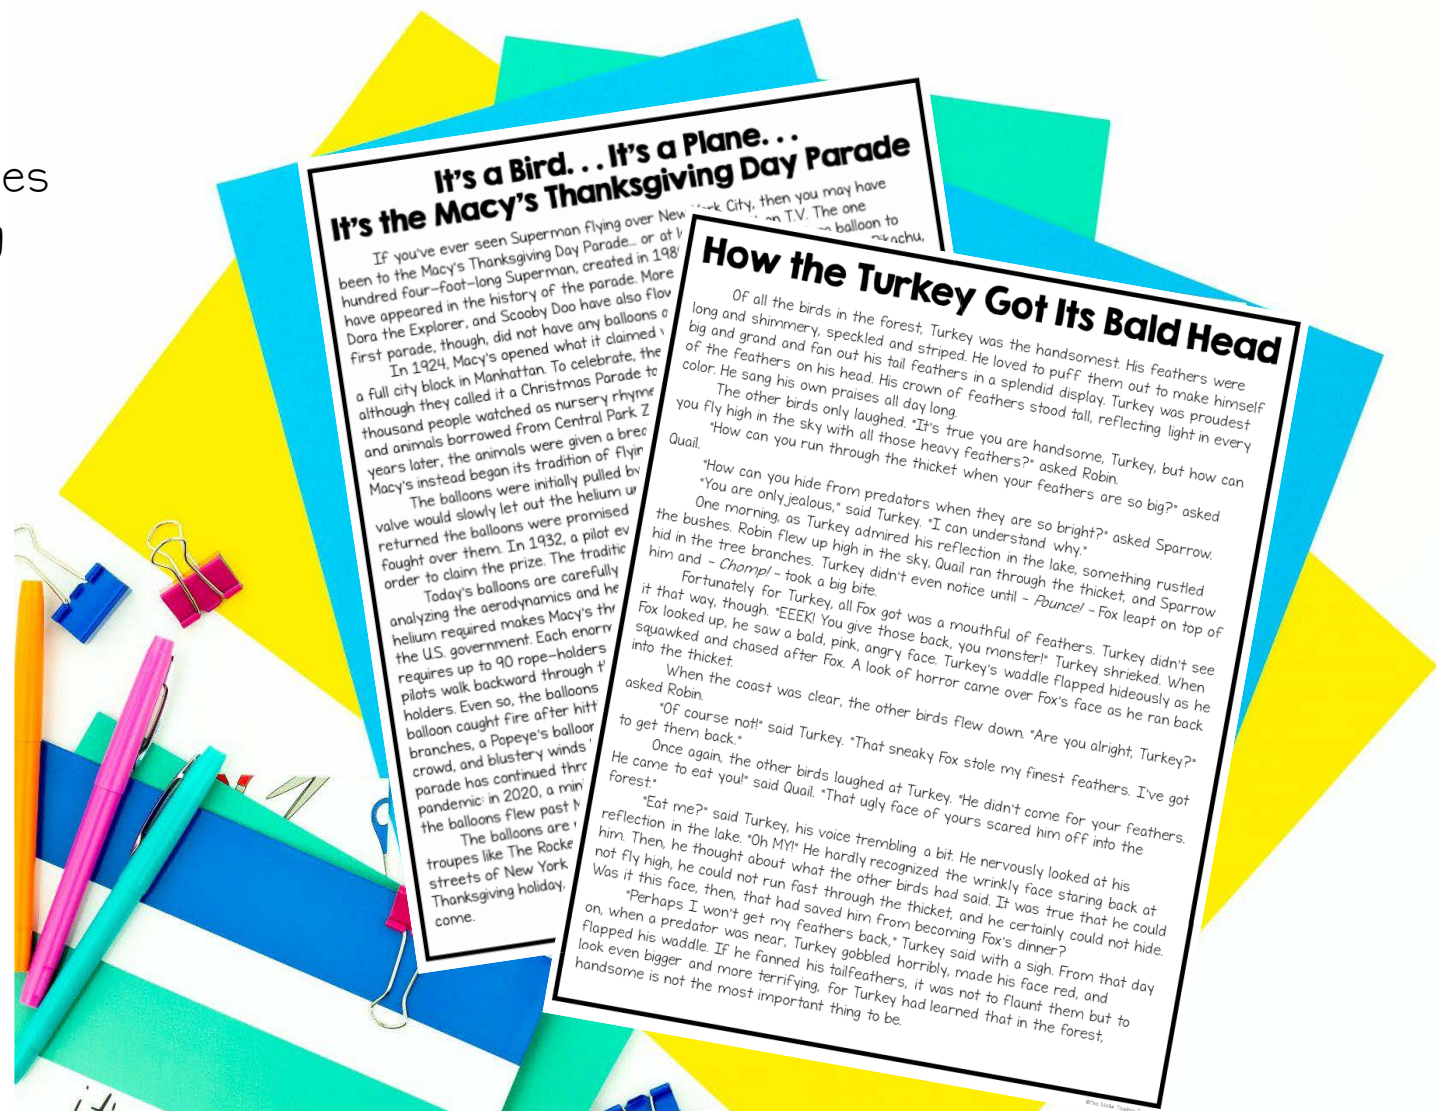 es
It's a Bird. . . It's a Plane. . .
It's the Macy's Thanksgiving Day Parade
If you've ever seen Superman flying over New York City, then you may have
been to the Macy's Thanksgiving Day Parade... or at on T.V. The one
hundred four-foot-long Superman, created in balloon to
have appeared in the history of the parade. More Pikachu,
Dora the Explorer, and Scooby Doo have also
first parade, though, did not have any balloons
In 1924, Macy's opened what it claimed
a full city block in Manhattan. To celebrate, the
although they called it a Christmas Parade to
thousand people watched as nursery rhyme
and animals borrowed from Central Park
years later, the animals were given a
Macy's instead began its tradition of
The balloons were initially pulled by
valve would slowly let out the helium
returned the balloons were promised
fought over them. In 1932, a pilot
order to claim the prize. The
Today's balloons are carefully
analyzing the aerodynamics and
helium required makes Macy's
the U.S. government. Each
requires up to 90 rope-holders
pilots walk backward through
holders. Even so, the balloons
balloon caught fire after
branches, a Popeye's
crowd, and blustery winds
parade has continued
pandemic: in 2020, a
the balloons flew past
The balloons are
troupes like The
streets of New York
Thanksgiving holiday,
come.
How the Turkey Got Its Bald Head
Of all the birds in the forest, Turkey was the handsomest. His feathers were
long and shimmery, speckled and striped. He loved to puff them out to make himself
big and grand and fan out his tail feathers in a splendid display. Turkey was proudest
of the feathers on his head. His crown of feathers stood tall, reflecting light in every
color. He sang his own praises all day long.
The other birds only laughed. "It's true you are handsome, Turkey, but how can
you fly high in the sky with all those heavy feathers?" asked Robin.
"How can you run through the thicket when your feathers are so big?" asked
Quail.
"How can you hide from predators when they are so bright?" asked Sparrow.
"You are only jealous," said Turkey. "I can understand why."
One morning, as Turkey admired his reflection in the lake, something rustled
the bushes. Robin flew up high in the sky, Quail ran through the thicket, and Sparrow
hid in the tree branches. Turkey didn't even notice until – Pounce! – Fox leapt on top of
him and – Chomp! – took a big bite.
Fortunately for Turkey, all Fox got was a mouthful of feathers. Turkey didn't see
it that way, though. "EEEK! You give those back, you monster!" Turkey shrieked. When
Fox looked up, he saw a bald, pink, angry face. Turkey's waddle flapped hideously as he
squawked and chased after Fox. A look of horror came over Fox's face as he ran back
into the thicket.
When the coast was clear, the other birds flew down. "Are you alright, Turkey?"
asked Robin.
"Of course not!" said Turkey. "That sneaky Fox stole my finest feathers. I've got
to get them back."
Once again, the other birds laughed at Turkey. "He didn't come for your feathers.
He came to eat you!" said Quail. "That ugly face of yours scared him off into the
forest."
"Eat me?" said Turkey, his voice trembling a bit. He nervously looked at his
reflection in the lake. "Oh MY!" He hardly recognized the wrinkly face staring back at
him. Then, he thought about what the other birds had said. It was true that he could
not fly high, he could not run fast through the thicket, and he certainly could not hide.
Was it this face, then, that had saved him from becoming Fox's dinner?
"Perhaps I won't get my feathers back," Turkey said with a sigh. From that day
on, when a predator was near, Turkey gobbled horribly, made his face red, and
flapped his waddle. If he fanned his tailfeathers, it was not to flaunt them but to
look even bigger and more terrifying, for Turkey had learned that in the forest,
handsome is not the most important thing to be.